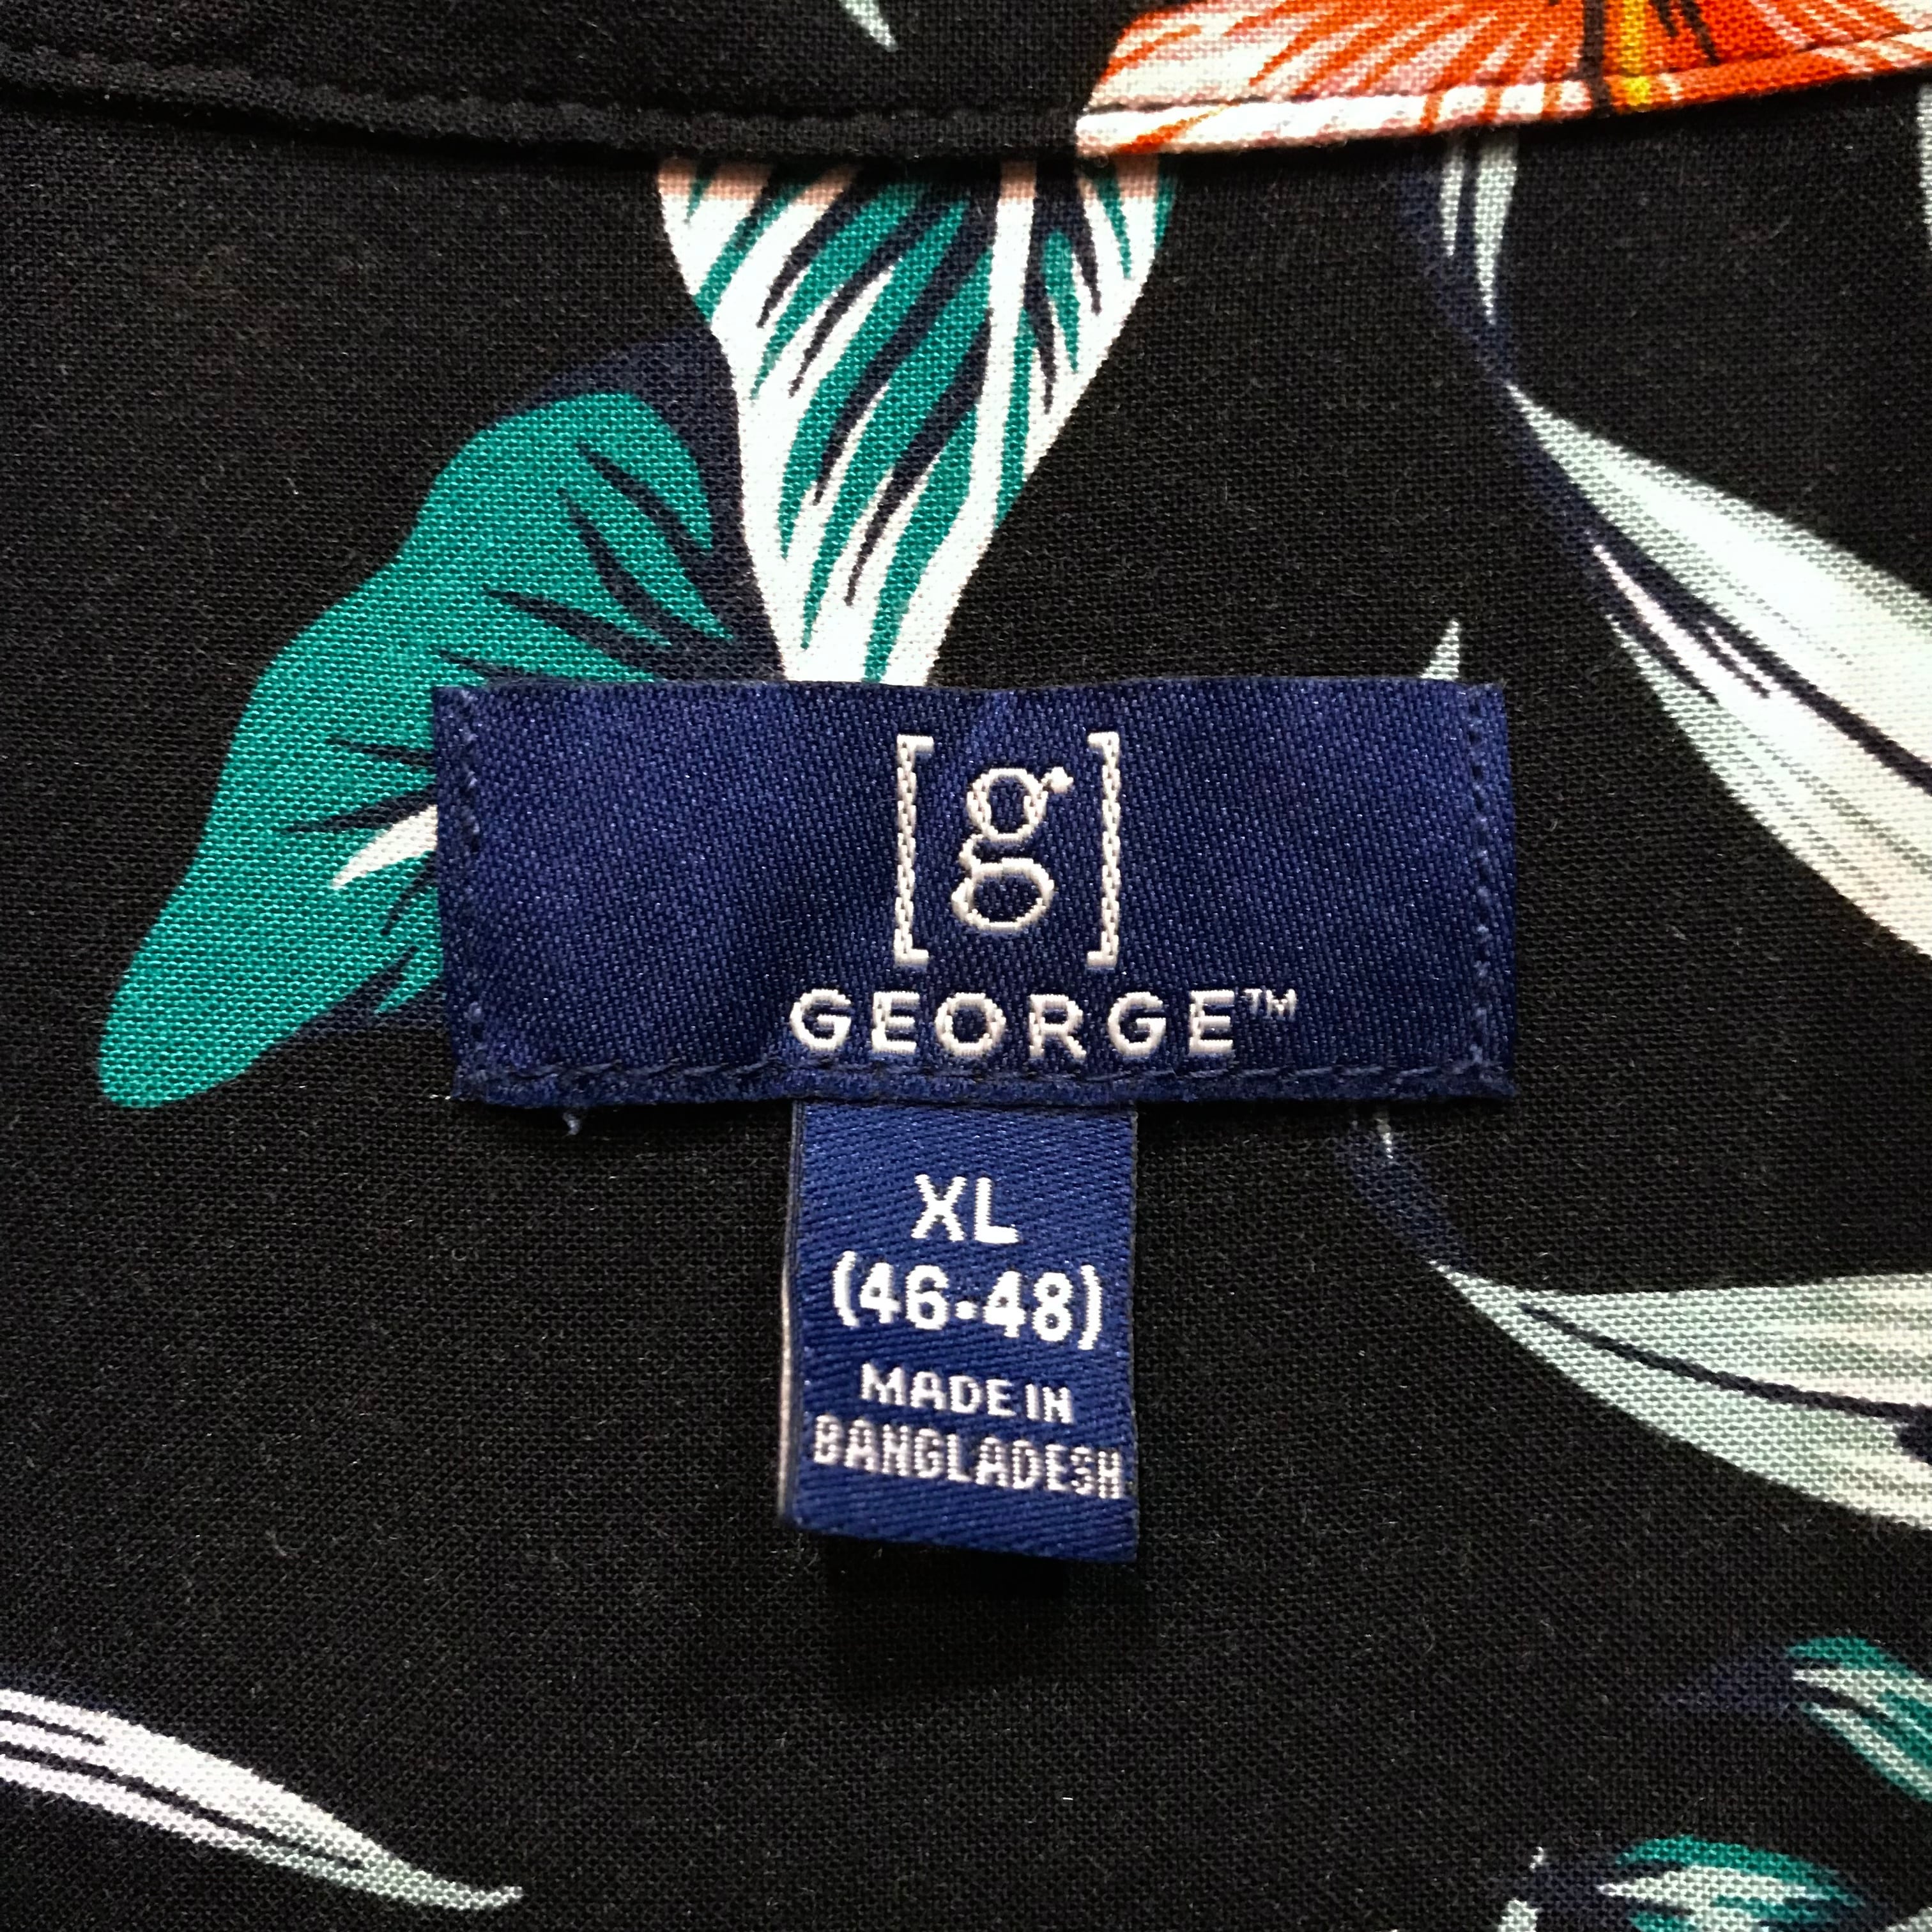 [g]
GEORGE™
XL
(46-48)
MADE IN
BANGLADESH